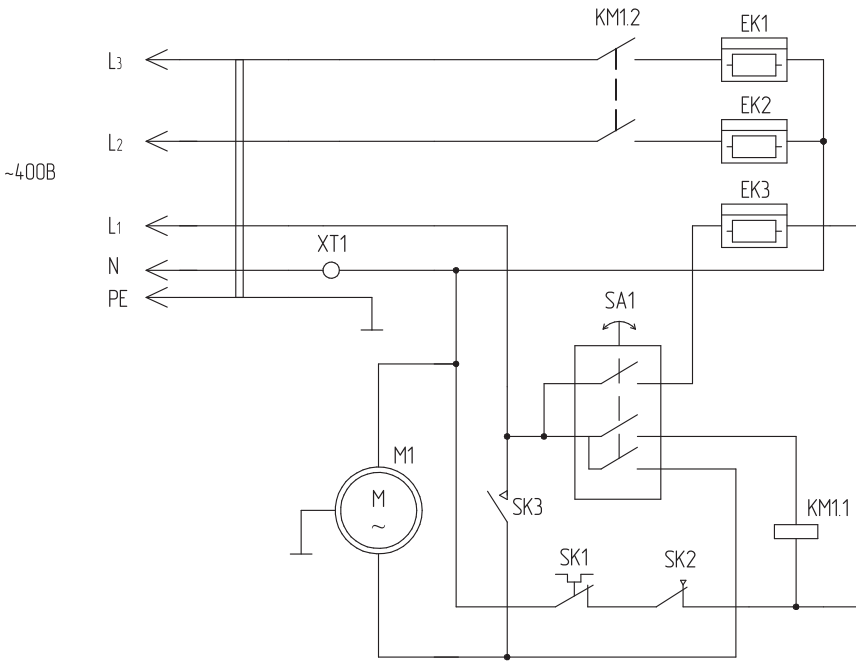 KM1.2
EK1
L3
EK2
L2
~400В
EK3
L1
XT1
N
PE
SA1
M1
M
~
SK3
KM1.1
SK1
SK2